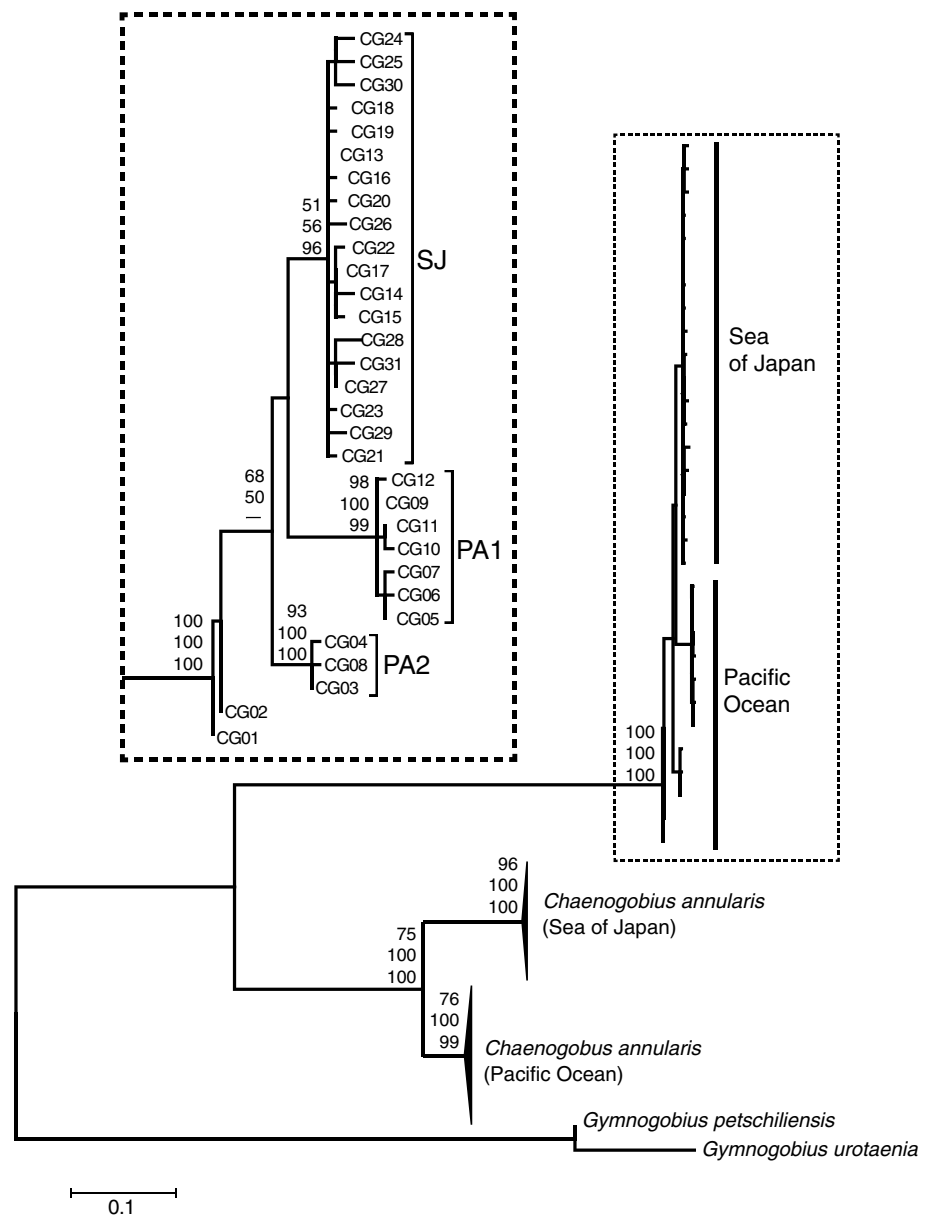 CG24
CG25
CG30
CG18
CG19
CG13
CG16
CG20
51
56
CG26
96
CG22
SJ
CG17
CG14
CG15
CG28
CG31
CG27
CG23
CG29
CG21
98
CG12
100
CG09
99
CG11
CG10
PA1
CG07
CG06
CG05
68
50
—
93
100
100
CG04
CG08
CG03
PA2
100
100
100
CG02
CG01
Sea
of Japan
Pacific
Ocean
100
100
100
96
100
100
Chaenogobius annularis
(Sea of Japan)
75
100
100
76
100
99
Chaenogobus annularis
(Pacific Ocean)
Gymnogobius petschiliensis
Gymnogobius urotaenia
0.1